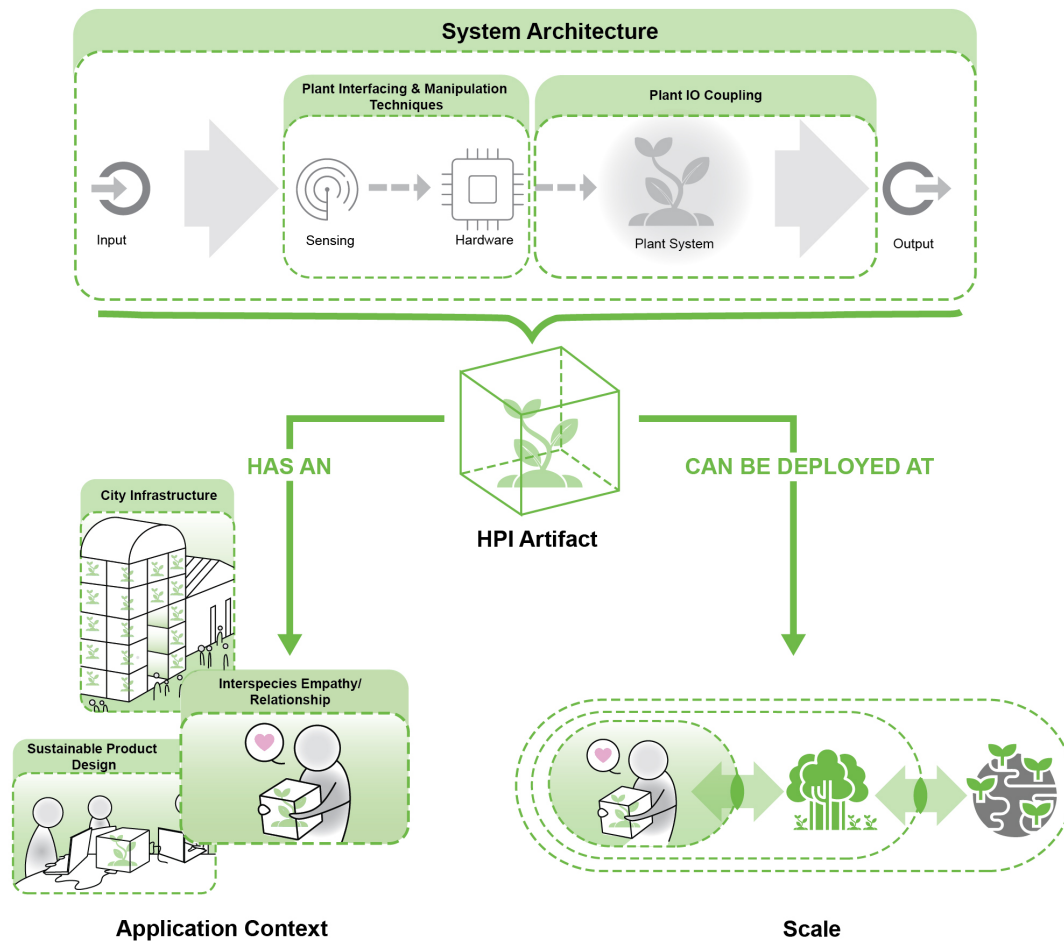 System Architecture
Plant Interfacing & Manipulation
Techniques
Plant IO Coupling
Input
Sensing
Hardware
Plant System
Output
HAS AN
CAN BE DEPLOYED AT
City Infrastructure
HPI Artifact
Interspecies Empathy/
Relationship
Sustainable Product
Design
Application Context
Scale